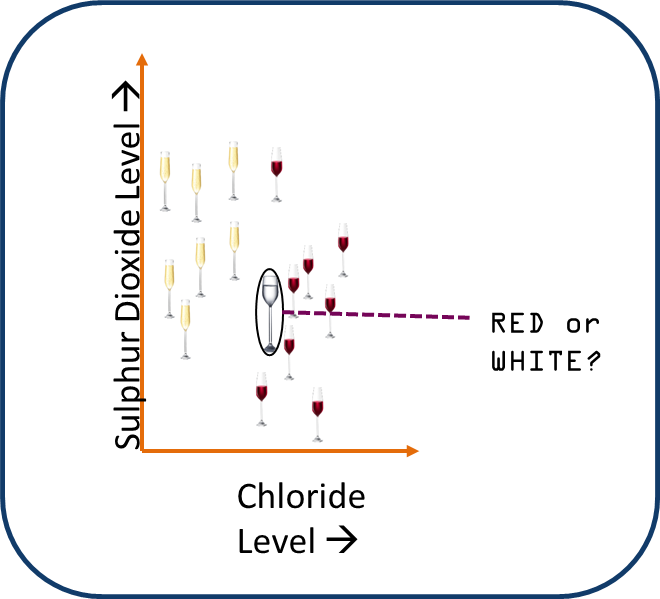 Sulphur Dioxide Level →
RED or
WHITE?
Chloride
Level →